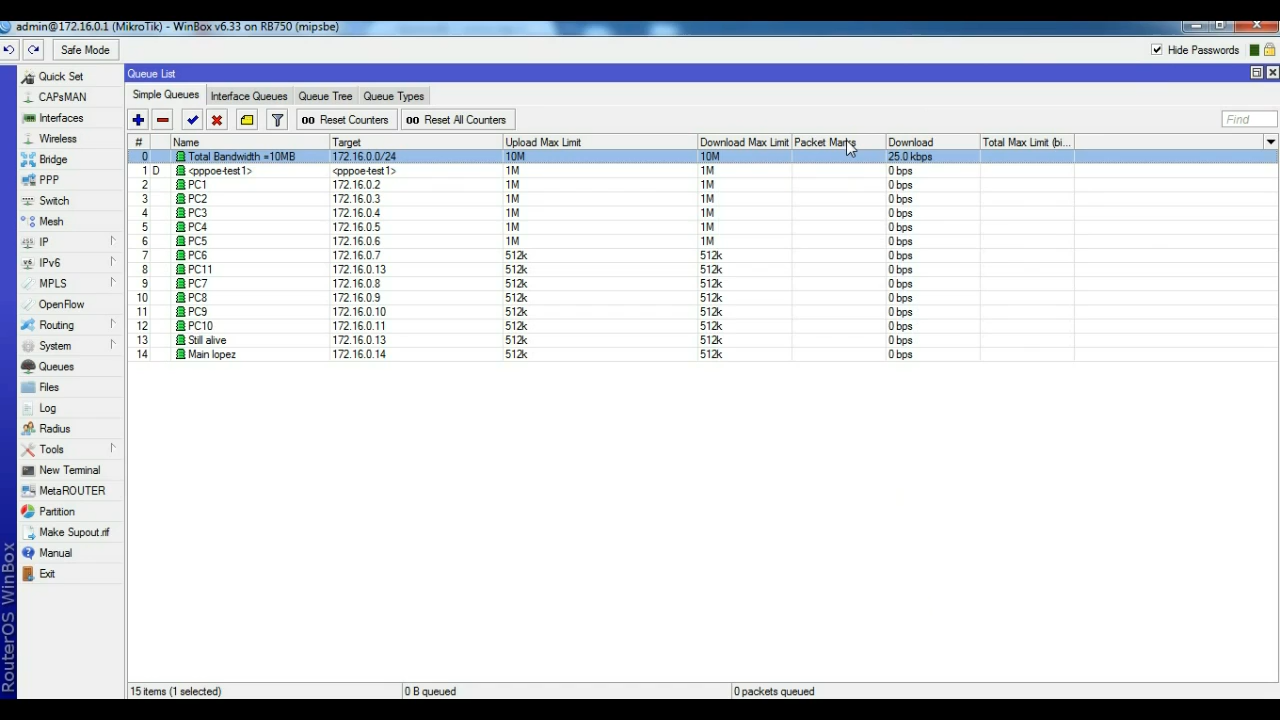 admin@172.16.0.1 (MikroTik) - WinBox v6.33 on RB750 (mipsbe)
Safe Mode
Hide Passwords
Quick Set
CAPsMAN
Interfaces
Wireless
Bridge
PPP
Switch
Mesh
IP
IPv6
MPLS
OpenFlow
Routing
System
Queues
Files
Log
Radius
Tools
New Terminal
MetaROUTER
Partition
Make Supout.rif
Manual
Exit
RouterOS WinBox
Queue List
Simple Queues Interface Queues Queue Tree Queue Types
00 Reset Counters 00 Reset All Counters Find
# Name Target Upload Max Limit Download Max Limit Packet Marks Download Total Max Limit (bi...
0 Total Bandwidth =10MB 172.16.0.0/24 10M 10M 25.0 kbps
1 D <pppoe-test1> <pppoe-test1> 1M 1M 0 bps
2 PC1 172.16.0.2 1M 1M 0 bps
3 PC2 172.16.0.3 1M 1M 0 bps
4 PC3 172.16.0.4 1M 1M 0 bps
5 PC4 172.16.0.5 1M 1M 0 bps
6 PC5 172.16.0.6 1M 1M 0 bps
7 PC6 172.16.0.7 512k 512k 0 bps
8 PC11 172.16.0.13 512k 512k 0 bps
9 PC7 172.16.0.8 512k 512k 0 bps
10 PC8 172.16.0.9 512k 512k 0 bps
11 PC9 172.16.0.10 512k 512k 0 bps
12 PC10 172.16.0.11 512k 512k 0 bps
13 Still alive 172.16.0.13 512k 512k 0 bps
14 Main lopez 172.16.0.14 512k 512k 0 bps
15 items (1 selected) 0 B queued 0 packets queued